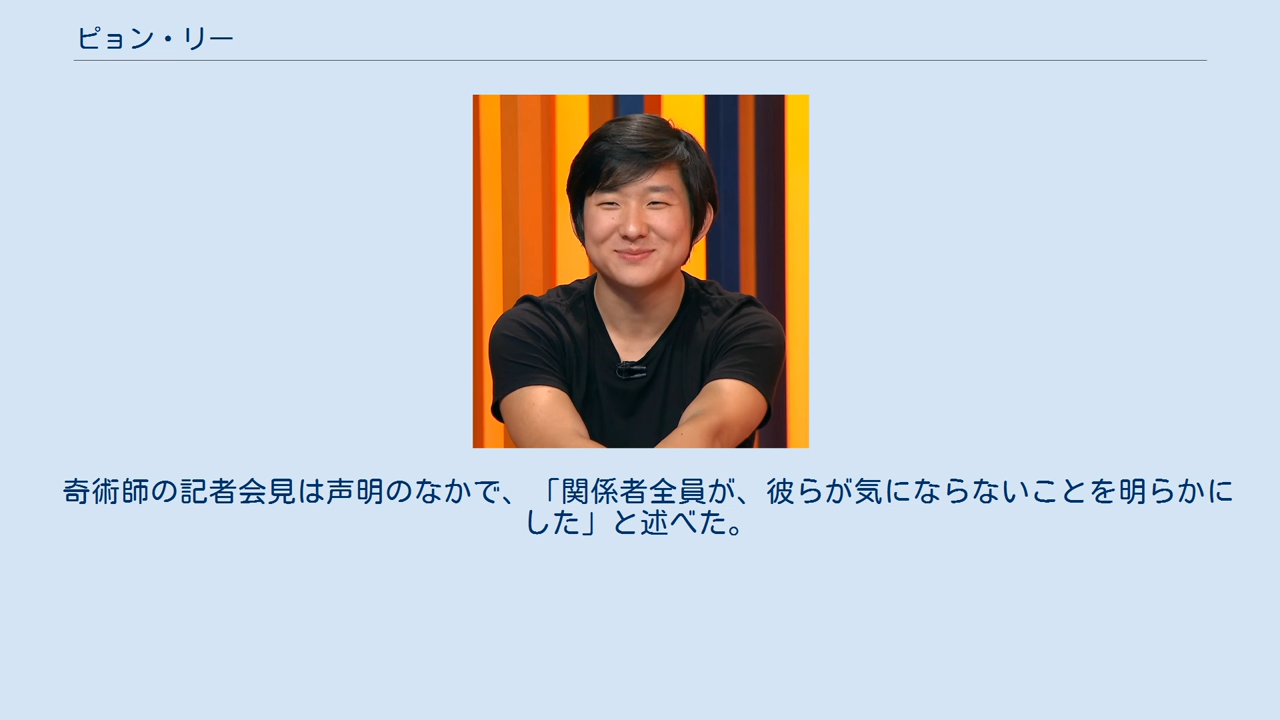 ピョン・リー
奇術師の記者会見は声明のなかで、「関係者全員が、彼らが気にならないことを明らかに
した」と述べた。